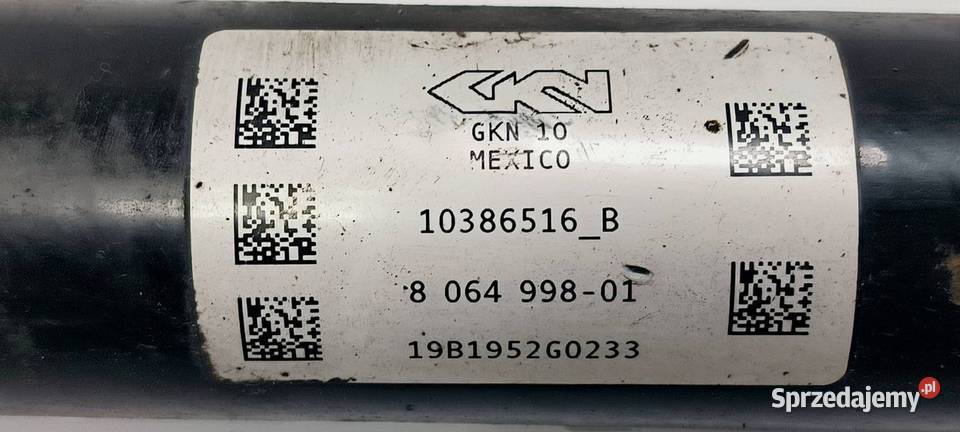 GKN
GKN 10
MEXICO
10386516_B
8 064 998-01
19B1952G0233
Sprzedajemy.pl